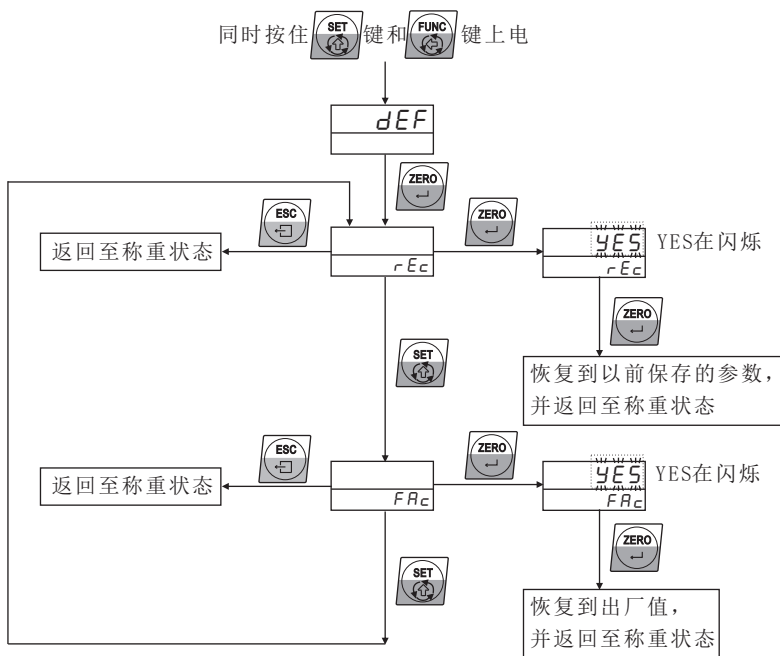 同时按住 SET 键和 FUNC 键上电
dEF
ZERO
ESC
ZERO
返回至称重状态
rEc
YES
YES在闪烁
rEc
ZERO
恢复到以前保存的参数，
并返回至称重状态
SET
ESC
ZERO
返回至称重状态
FAc
YES
YES在闪烁
FAc
ZERO
SET
恢复到出厂值，
并返回至称重状态